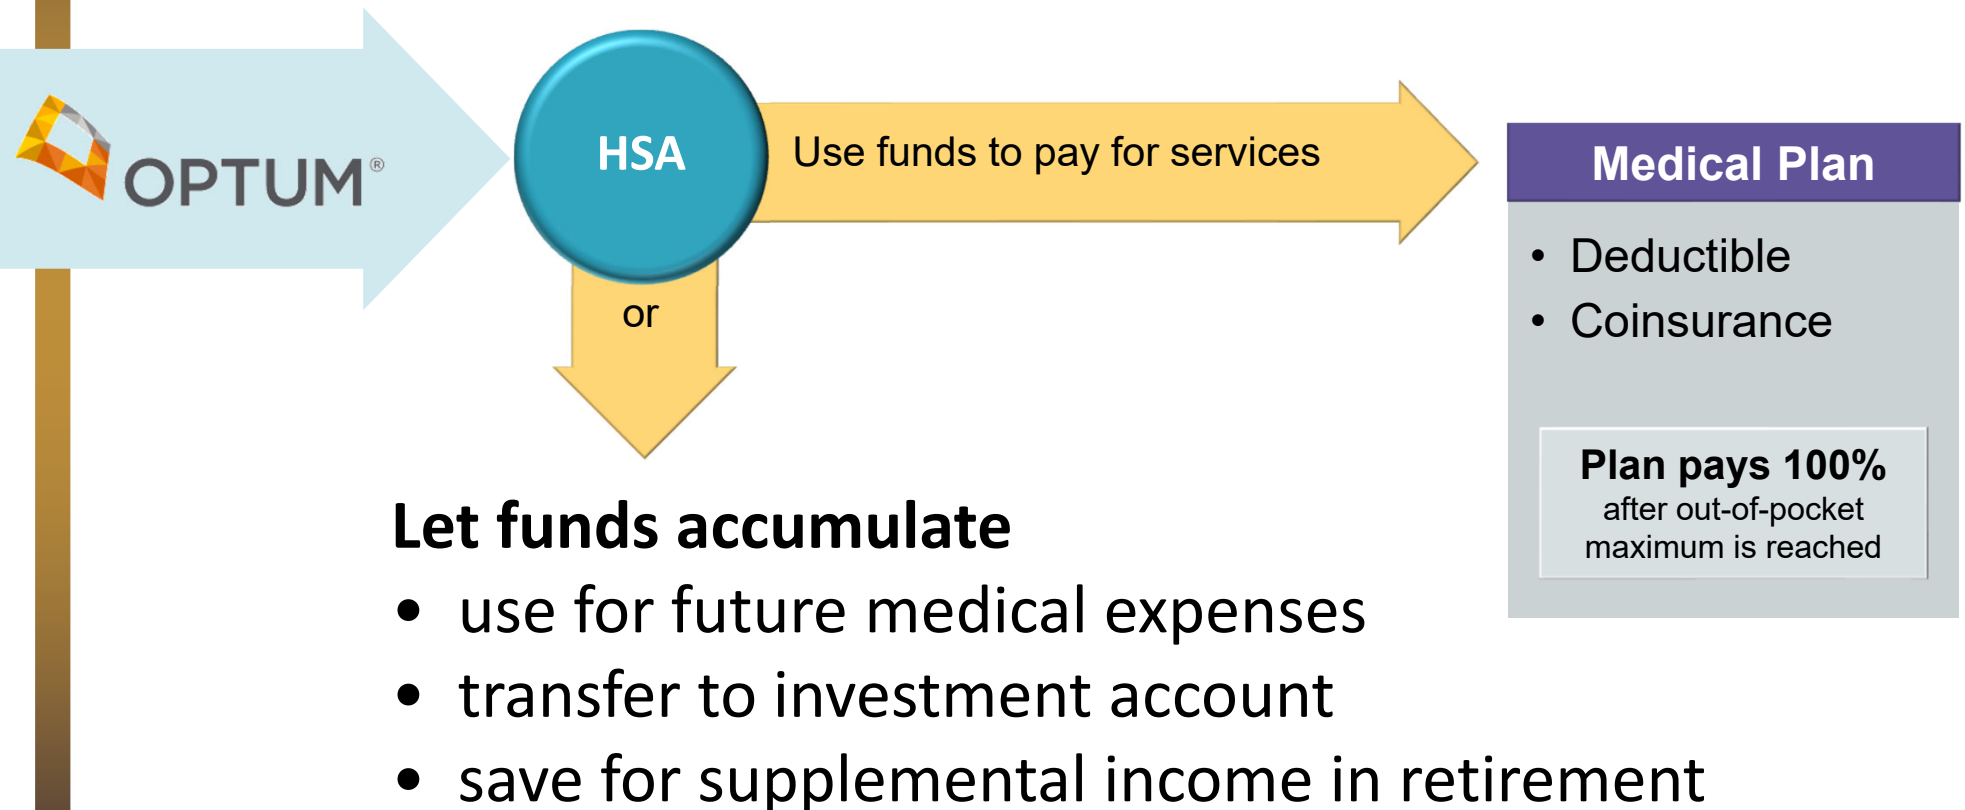 OPTUM®
HSA
Use funds to pay for services
or
Medical Plan
• Deductible
• Coinsurance
Plan pays 100%
after out-of-pocket
maximum is reached
Let funds accumulate
• use for future medical expenses
• transfer to investment account
• save for supplemental income in retirement